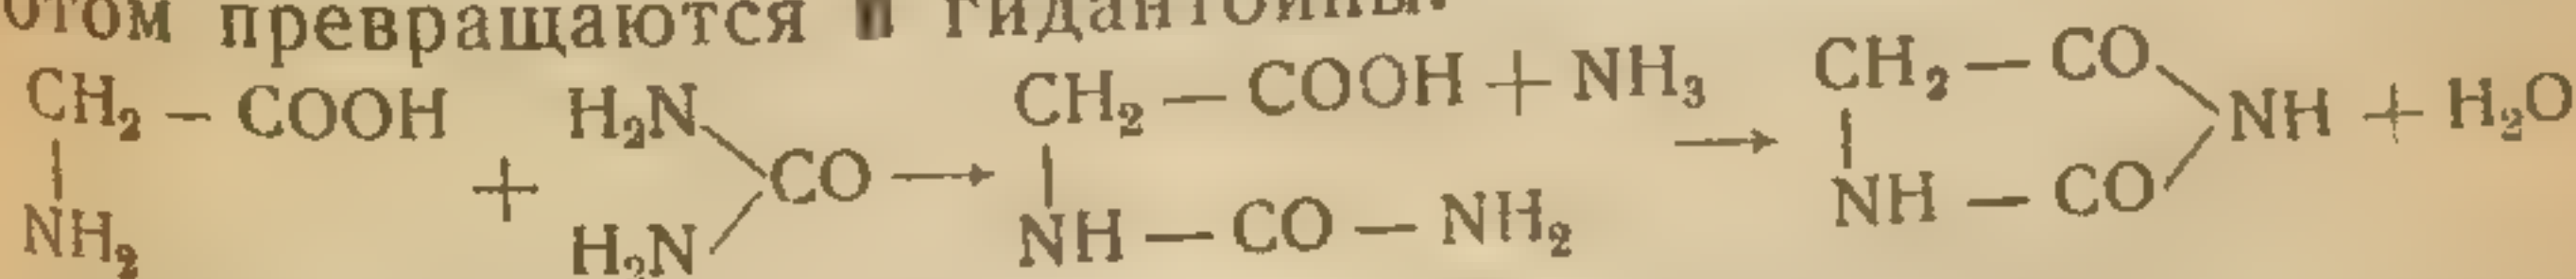 превращаются в гидантоины.
CH₂ — COOH H₂N CH₂ — COOH + NH₃ CH₂ — CO
+ CO → → NH + H₂O
NH₂ H₂N NH — CO — NH₂ NH — CO